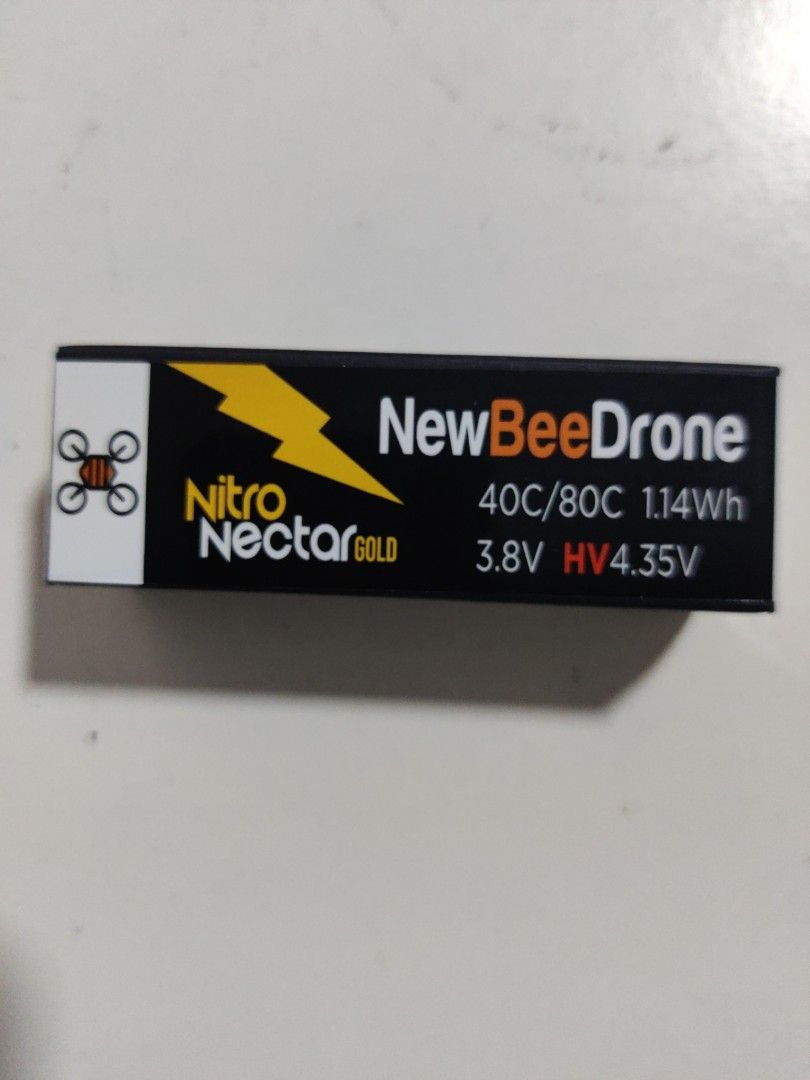 NewBeeDrone
Nitro
Nectar GOLD
40C/80C 1.14Wh
3.8V HV4.35V